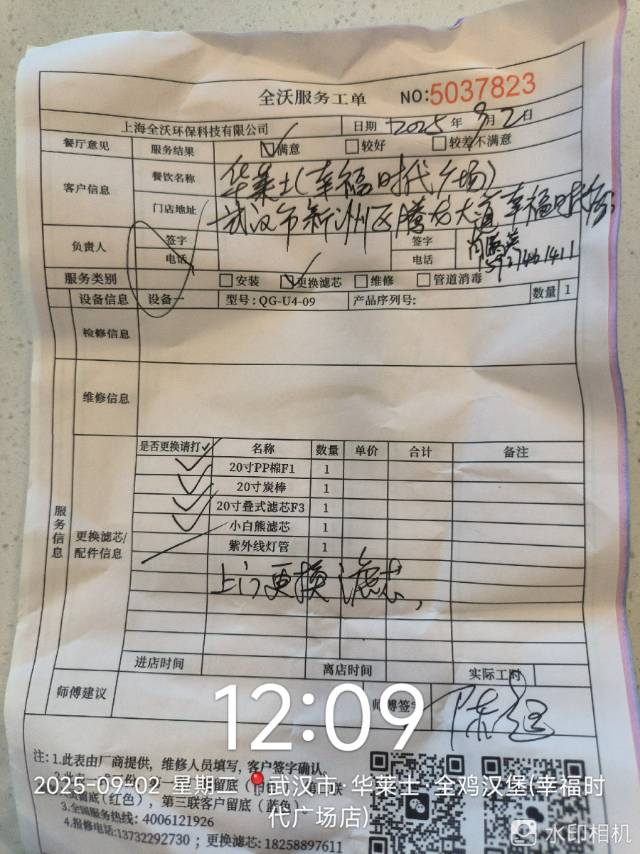 全沃服务工单 NO:5037823
上海全沃环保科技有限公司 日期 2025 年 9月 2日
餐厅意见 服务结果 ☑满意 □较好 □较差不满意
客户信息 餐饮名称 华莱士(幸福时代广场)
门店地址 武汉市新洲区腾龙大道幸福时代
负责人 签字 签字
电话 电话
服务类别 □安装 ☑更换滤芯 □维修 □管道消毒
设备信息 设备一 型号: QG-U4-09 产品序列号: 数量 1
检修信息
维修信息
服务信息
更换滤芯/配件信息
是否更换请打✓ 名称 数量 单价 合计 备注
✓ 20寸PP棉F1 1
✓ 20寸炭棒 1
✓ 20寸叠式滤芯F3 1
✓ 小白熊滤芯 1
紫外线灯管 1
上门更换滤芯,
进店时间 离店时间 实际工时
师傅建议 师傅签字
12:09
注: 1.此表由厂商提供, 维修人员填写, 客户签字确认.
2025-09-02 星期二 武汉市·华莱士·全鸡汉堡(幸福时代广场店)
留底(红色), 第三联客户留底(蓝色)
3.全国服务热线: 4006121926
4.报修电话:13732292730; 更换滤芯: 18258897611
水印相机